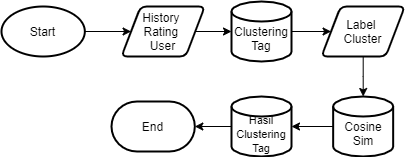 Start
History
Rating
User
Clustering
Tag
Label
Cluster
Cosine
Sim
Hasil
Clustering
Tag
End